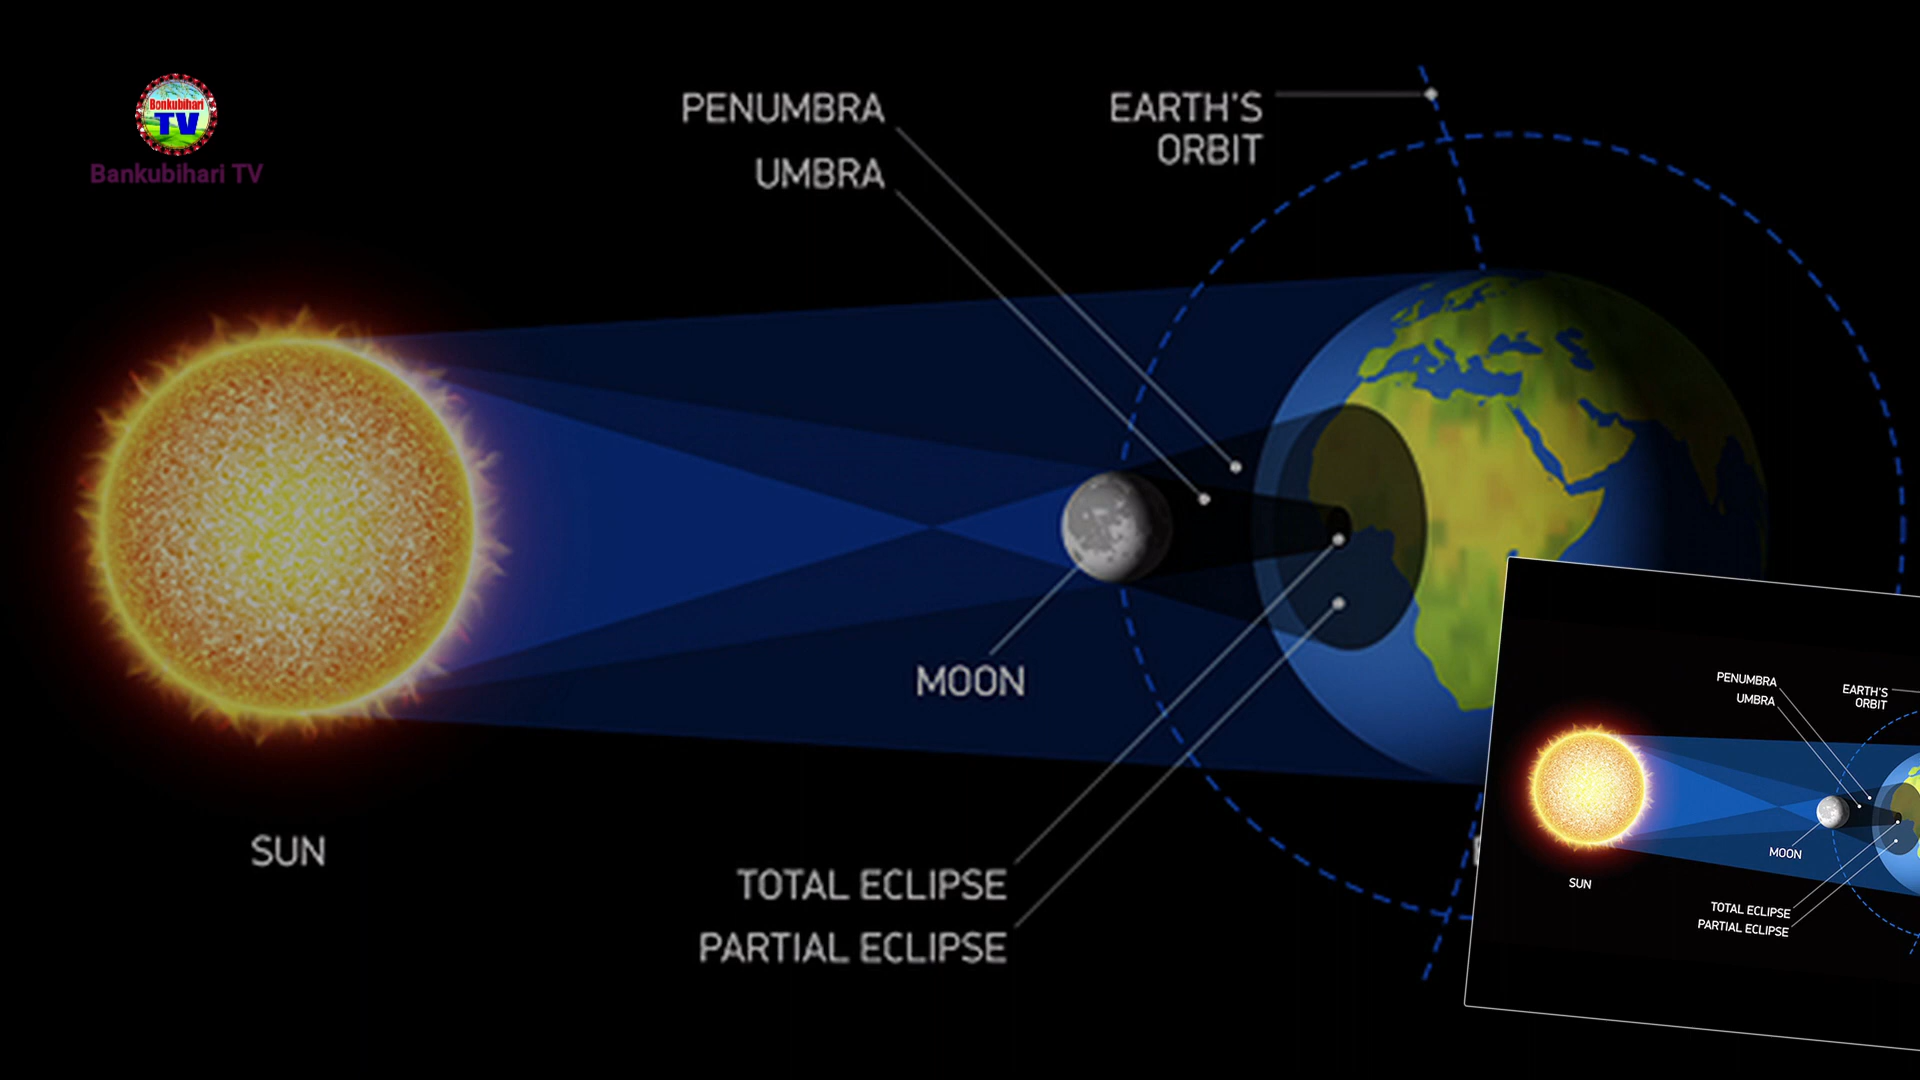 Bonkubihari
TV
Bankubihari TV
PENUMBRA
UMBRA
EARTH'S
ORBIT
MOON
SUN
TOTAL ECLIPSE
PARTIAL ECLIPSE
PENUMBRA
UMBRA
EARTH'S
ORBIT
MOON
SUN
TOTAL ECLIPSE
PARTIAL ECLIPSE